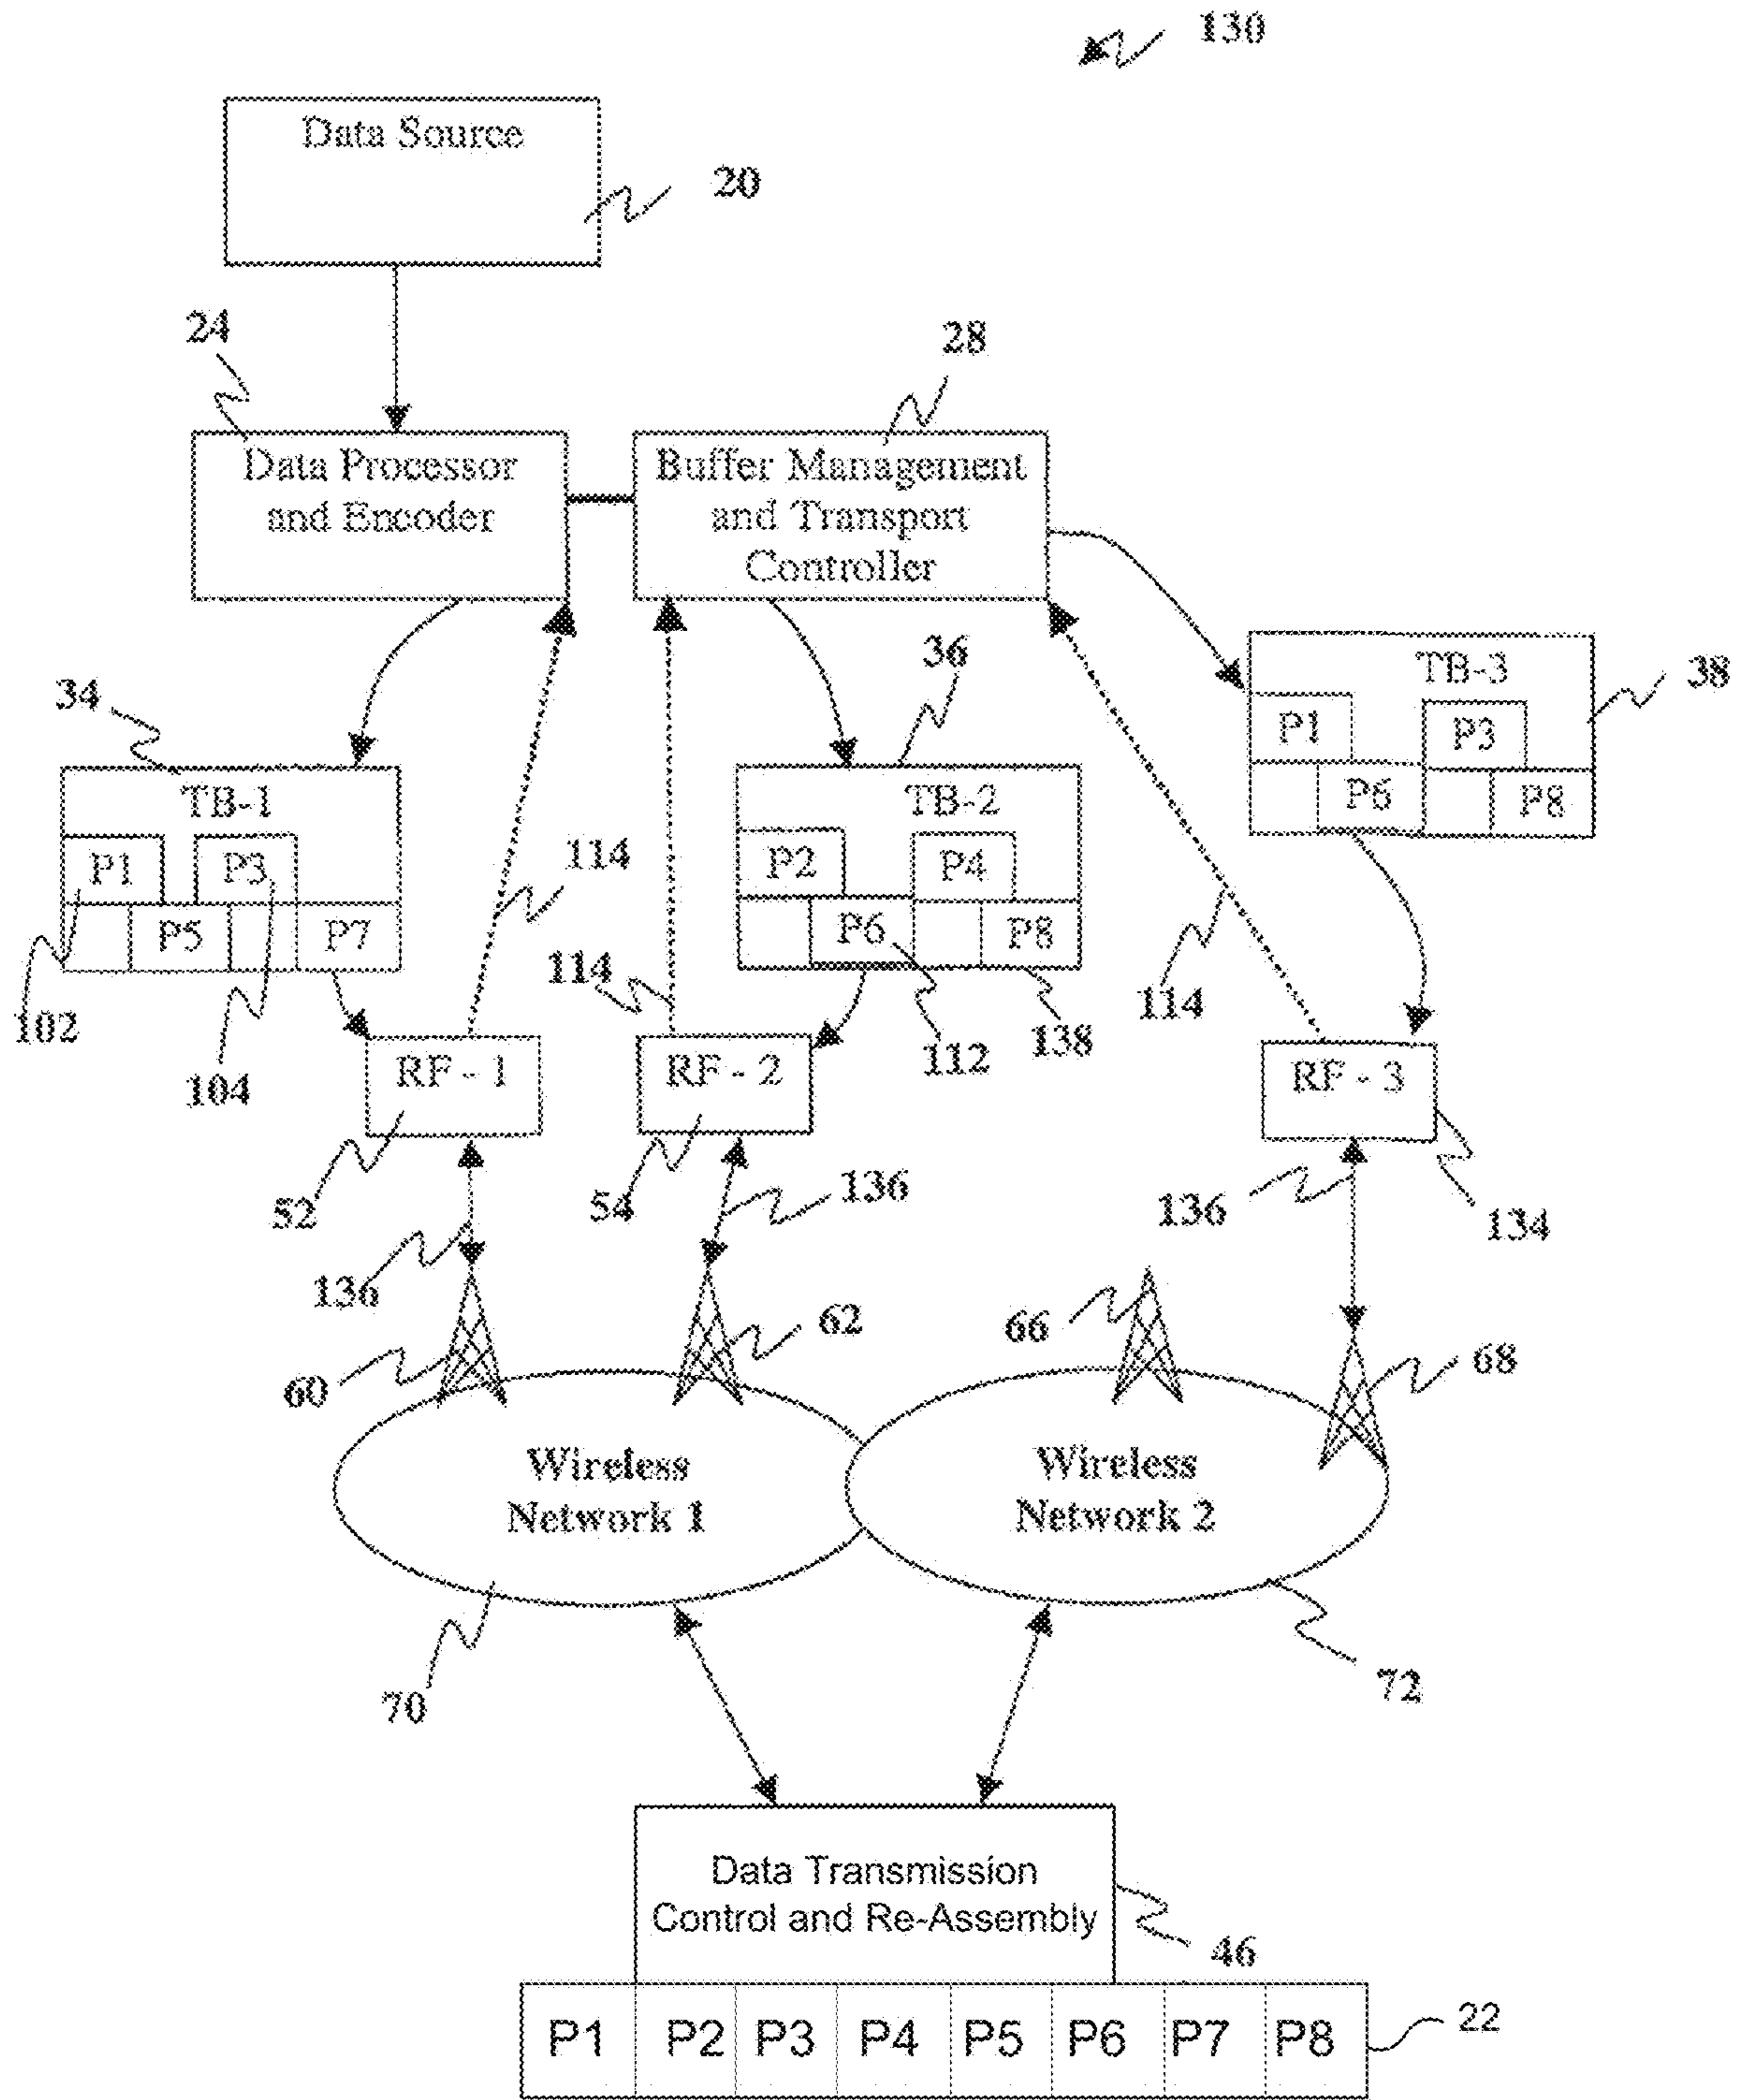 130
Data Source
20
24
28
Data Processor
and Encoder
Buffer Management
and Transport
Controller
34
36
38
TB-1
P1
P3
P5
P7
102
104
114
TB-2
P2
P4
P6
P8
114
112
138
TB-3
P1
P3
P6
P8
114
RF - 1
RF - 2
RF - 3
52
54
136
136
136
134
60
62
66
68
Wireless
Network 1
Wireless
Network 2
70
72
Data Transmission
Control and Re-Assembly
46
P1 P2 P3 P4 P5 P6 P7 P8
22